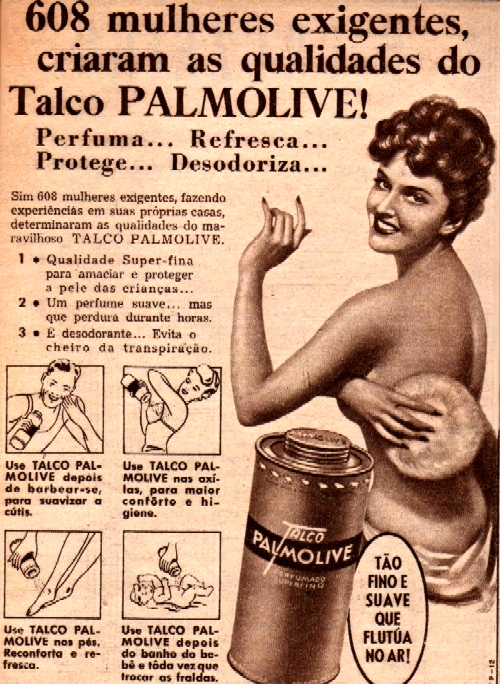 608 mulheres exigentes,
criaram as qualidades do
Talco PALMOLIVE!
Perfuma... Refresca...
Protege... Desodoriza...
Sim 608 mulheres exigentes, fazendo
experiências em suas próprias casas,
determinaram as qualidades do ma-
ravilhoso TALCO PALMOLIVE.
1 • Qualidade Super-fina
para amaciar e proteger
a pele das crianças...
2 • Um perfume suave... mas
que perdura durante horas.
3 • É desodorante... Evita o
cheiro da transpiração.
Use TALCO PAL-
MOLIVE depois
de barbear-se,
para suavizar a
cútis.
Use TALCO PAL-
MOLIVE nas axi-
las, para maior
confôrto e hi-
giene.
Use TALCO PAL-
MOLIVE nos pés.
Reconforta e re-
fresca.
Use TALCO PAL-
MOLIVE depois
do banho do be-
bê e tôda vez que
trocar as fraldas.
PALMOLIVE
TALCO
PALMOLIVE
PERFUMADO
SUPERFINO
TÃO
FINO E
SUAVE
QUE
FLUTÚA
NO AR!